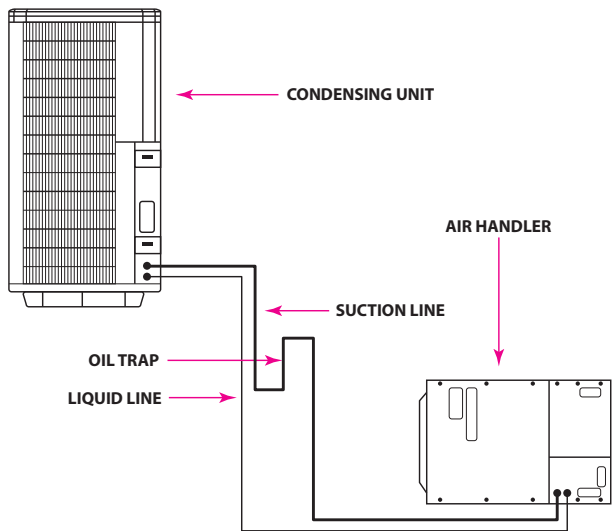 CONDENSING UNIT
AIR HANDLER
SUCTION LINE
OIL TRAP
LIQUID LINE